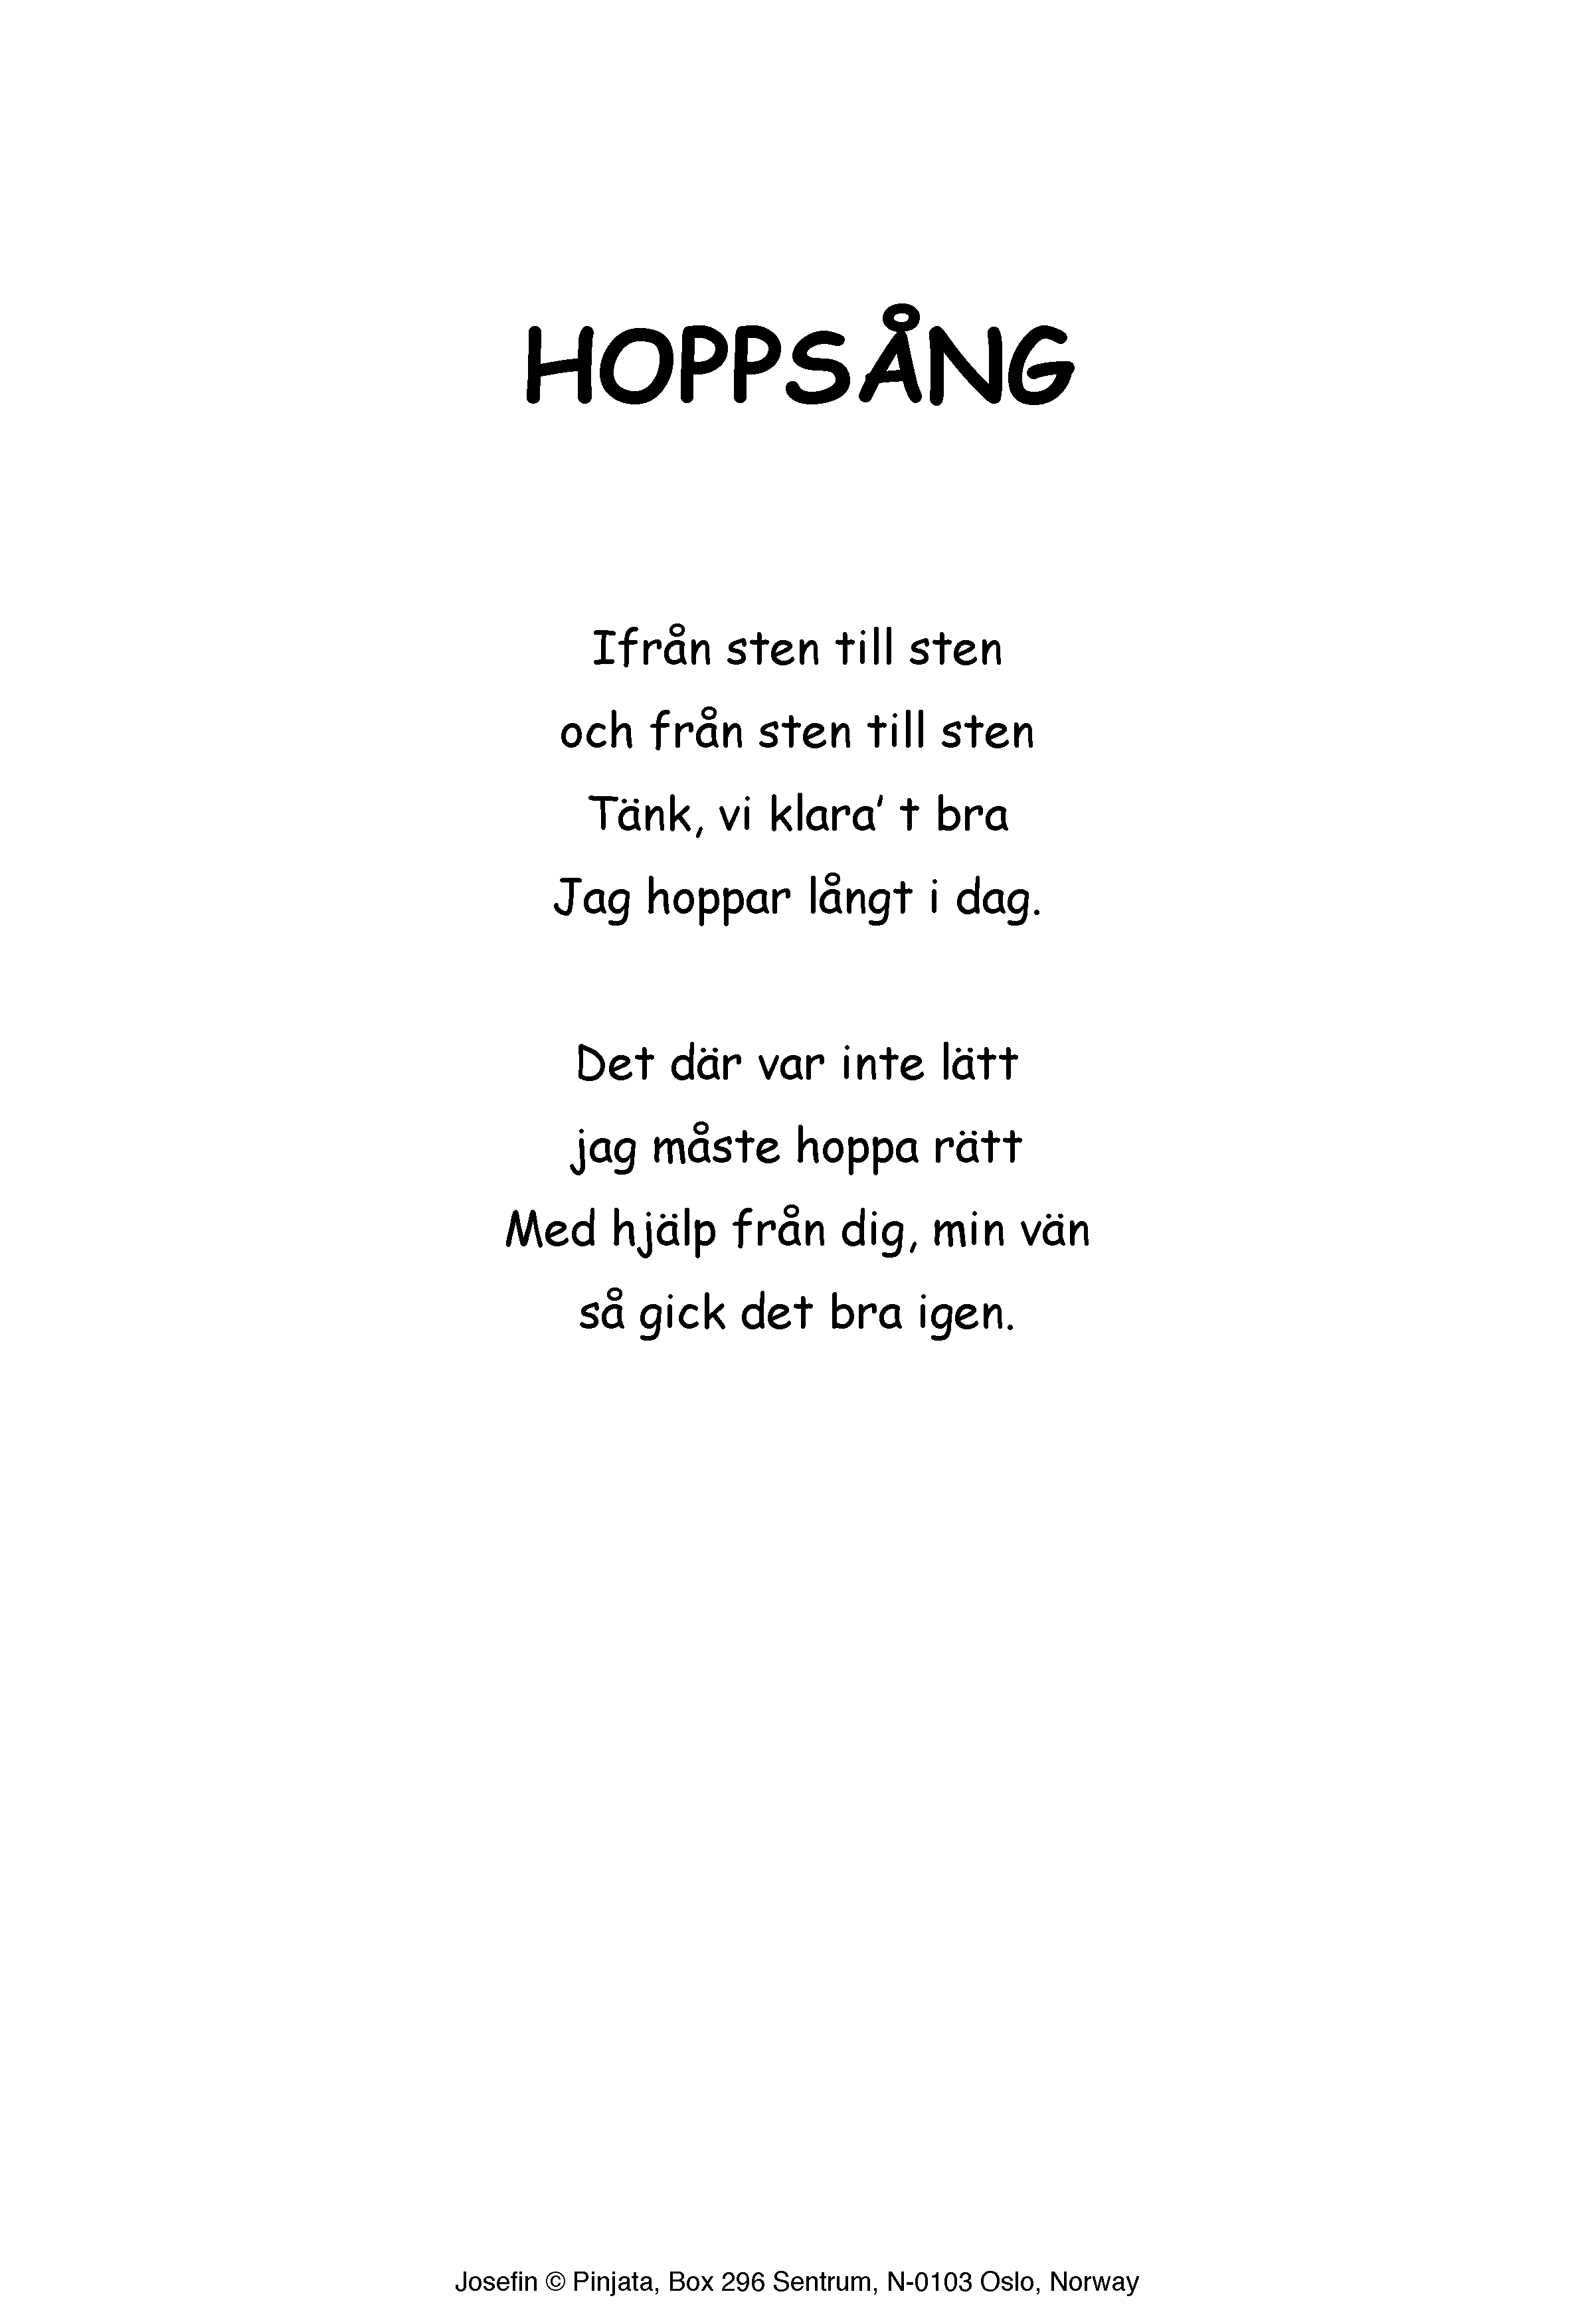 HOPPSÅNG
Ifrån sten till sten
och från sten till sten
Tänk, vi klara’ t bra
Jag hoppar långt i dag.
Det där var inte lätt
jag måste hoppa rätt
Med hjälp från dig, min vän
så gick det bra igen.
Josefin © Pinjata, Box 296 Sentrum, N-0103 Oslo, Norway